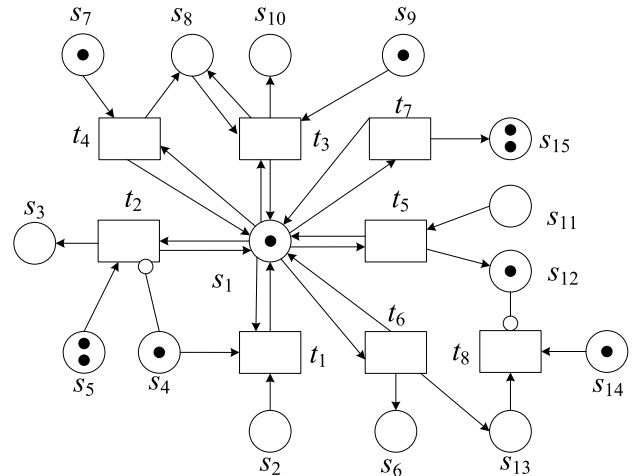 s₇ s₈ s₁₀ s₉
t₄ t₃ t₇ s₁₅
s₃ t₂ t₅ s₁₁
s₁ s₁₂
t₆
s₅ s₄ t₁ t₈ s₁₄
s₂ s₆ s₁₃